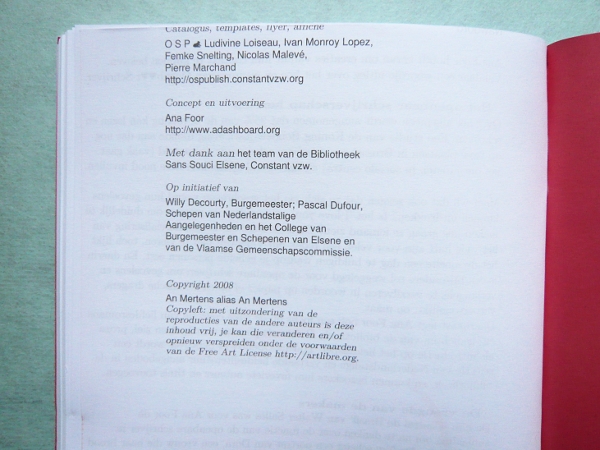 Catalogus, templates, flyer, affiche
O S P Ludivine Loiseau, Ivan Monroy Lopez,
Femke Snelting, Nicolas Malevé,
Pierre Marchand
http://ospublish.constantvzw.org
Concept en uitvoering
Ana Foor
http://www.adashboard.org
Met dank aan het team van de Bibliotheek
Sans Souci Elsene, Constant vzw.
Op initiatief van
Willy Decourty, Burgemeester; Pascal Dufour,
Schepen van Nederlandstalige
Aangelegenheden en het College van
Burgemeester en Schepenen van Elsene en
van de Vlaamse Gemeenschapscommissie.
Copyright 2008
An Mertens alias An Mertens
Copyleft: met uitzondering van de
reproducties van de andere auteurs is deze
inhoud vrij, je kan die veranderen en/of
opnieuw verspreiden onder de voorwaarden
van de Free Art License http://artlibre.org.